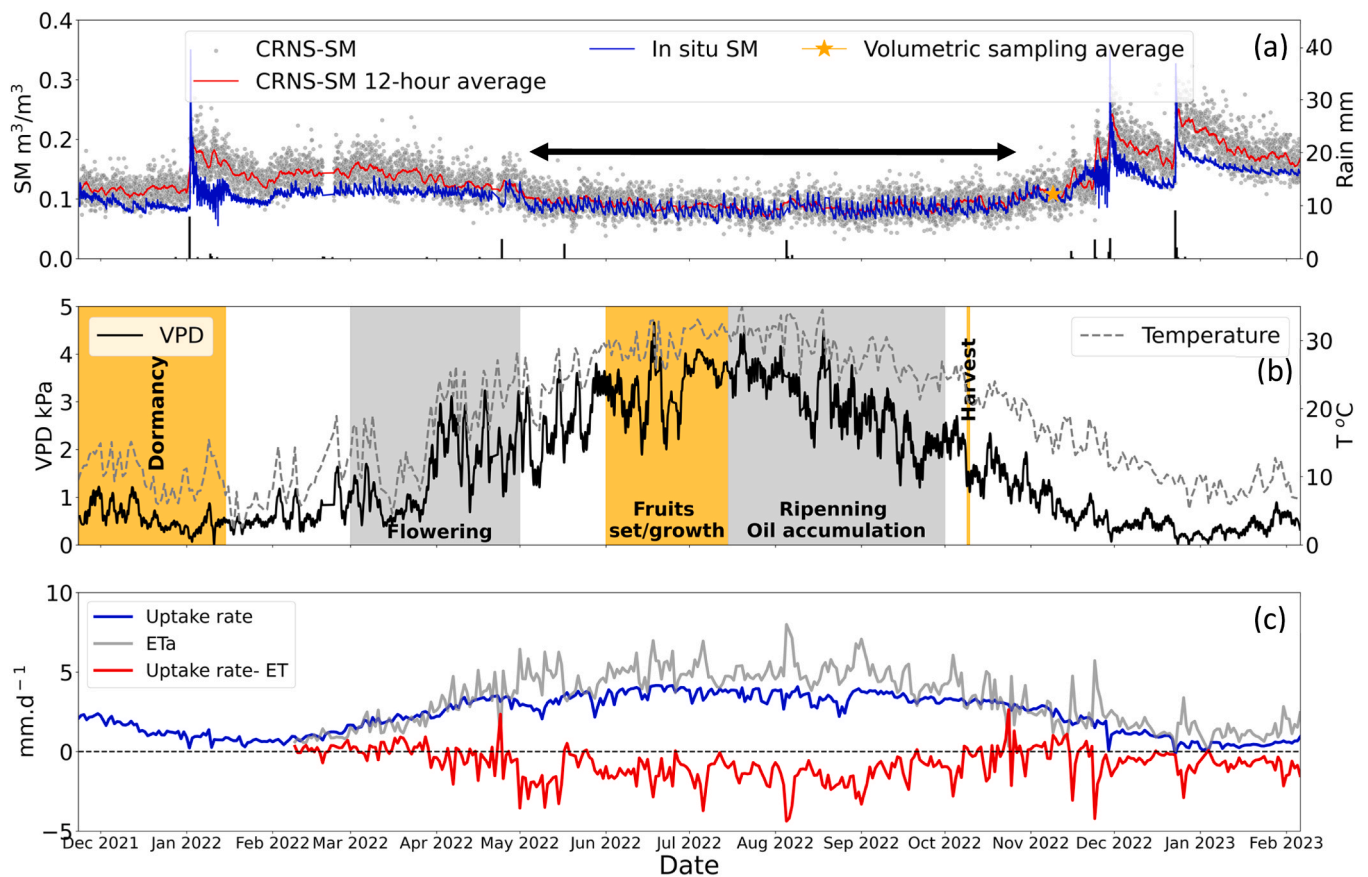 0.4
0.3
0.2
0.1
0.0
SM m³/m³
CRNS-SM
CRNS-SM 12-hour average
In situ SM
Volumetric sampling average
(a)
40
30
20
10
0
Rain mm
5
4
3
2
1
0
VPD kPa
VPD
Dormancy
Flowering
Fruits
set/growth
Ripenning
Oil accumulation
Harvest
Temperature
(b)
30
20
10
0
T °C
10
5
0
−5
mm.d⁻¹
Uptake rate
ETa
Uptake rate- ET
(c)
Dec 2021 Jan 2022 Feb 2022 Mar 2022 Apr 2022 May 2022 Jun 2022 Jul 2022 Aug 2022 Sep 2022 Oct 2022 Nov 2022 Dec 2022 Jan 2023 Feb 2023
Date